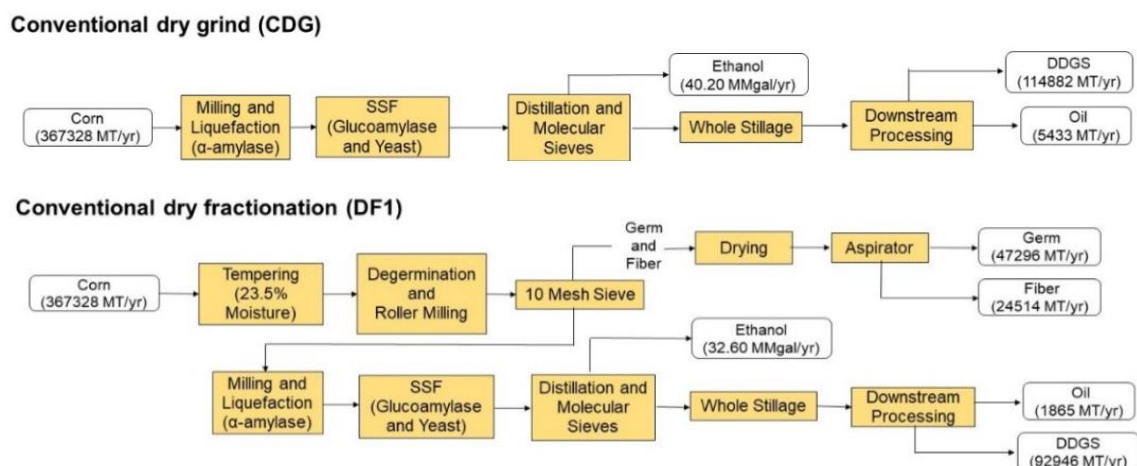 Conventional dry grind (CDG)
Corn
(367328 MT/yr)
Milling and
Liquefaction
(α-amylase)
SSF
(Glucoamylase
and Yeast)
Distillation and
Molecular
Sieves
Ethanol
(40.20 MMgal/yr)
Whole Stillage
Downstream
Processing
DDGS
(114882 MT/yr)
Oil
(5433 MT/yr)
Conventional dry fractionation (DF1)
Corn
(367328 MT/yr)
Tempering
(23.5%
Moisture)
Degermination
and
Roller Milling
10 Mesh Sieve
Germ
and
Fiber
Drying
Aspirator
Germ
(47296 MT/yr)
Fiber
(24514 MT/yr)
Milling and
Liquefaction
(α-amylase)
SSF
(Glucoamylase
and Yeast)
Distillation and
Molecular
Sieves
Ethanol
(32.60 MMgal/yr)
Whole Stillage
Downstream
Processing
Oil
(1865 MT/yr)
DDGS
(92946 MT/yr)